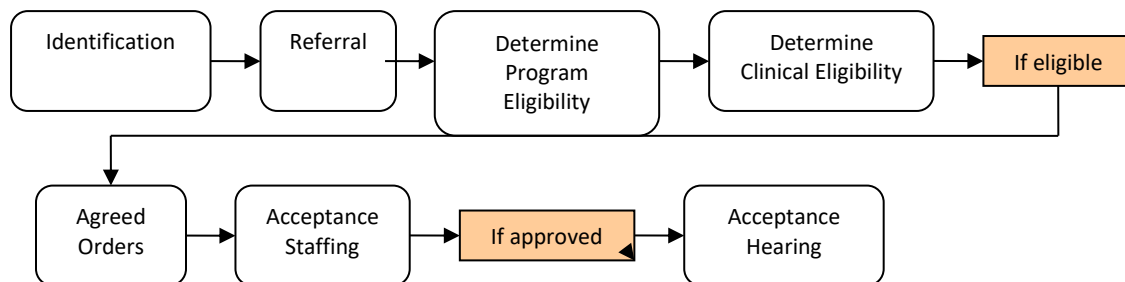 Identification
Referral
Determine
Program
Eligibility
Determine
Clinical Eligibility
If eligible
Agreed
Orders
Acceptance
Staffing
If approved
Acceptance
Hearing